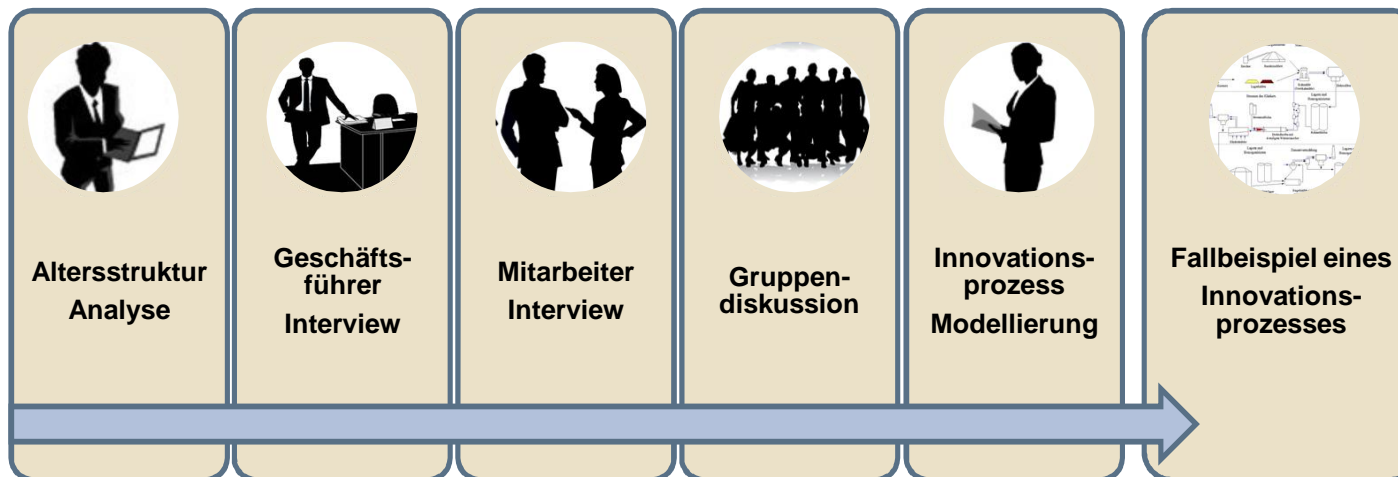 Altersstruktur
Analyse
Geschäfts-
führer
Interview
Mitarbeiter
Interview
Gruppen-
diskussion
Innovations-
prozess
Modellierung
Fallbeispiel eines
Innovations-
prozesses